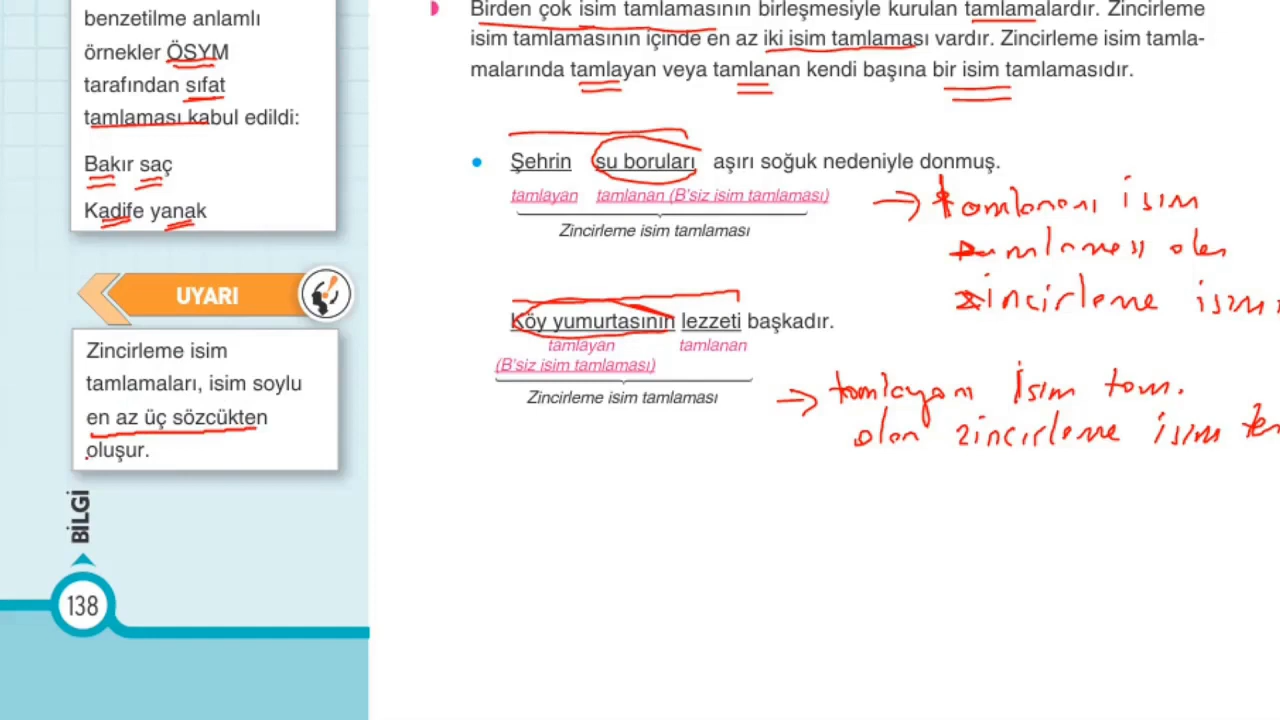 benzetilme anlamlı
örnekler ÖSYM
tarafından sıfat
tamlaması kabul edildi:
Bakır saç
Kadife yanak
UYARI
Zincirleme isim
tamlamaları, isim soylu
en az üç sözcükten
oluşur.
BİLGİ
138
Birden çok isim tamlamasının birleşmesiyle kurulan tamlamalardır. Zincirleme
isim tamlamasının içinde en az iki isim tamlaması vardır. Zincirleme isim tamla-
malarında tamlayan veya tamlanan kendi başına bir isim tamlamasıdır.
• Şehrin su boruları aşırı soğuk nedeniyle donmuş.
tamlayan tamlanan (B'siz isim tamlaması)
Zincirleme isim tamlaması
→ tamlananı isim
tamlaması olan
zincirleme isim
Köy yumurtasının lezzeti başkadır.
tamlayan tamlanan
(B'siz isim tamlaması)
Zincirleme isim tamlaması
→ tamlayanı isim tam.
olan zincirleme isim